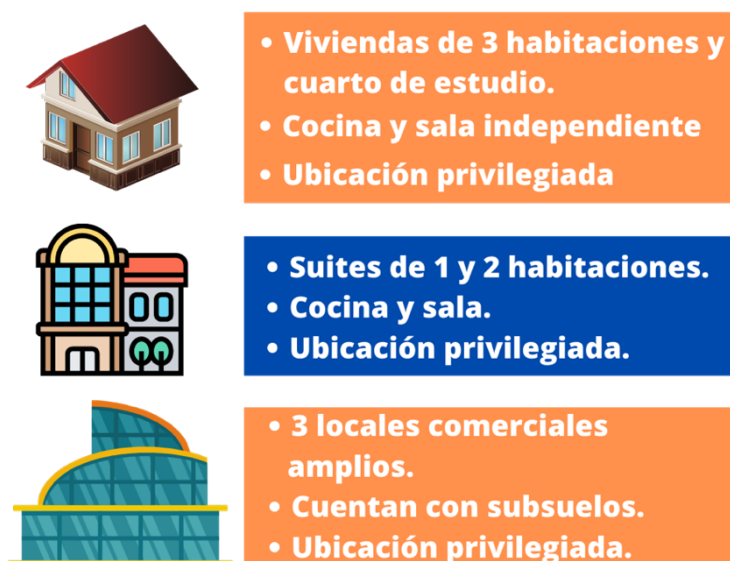 • Viviendas de 3 habitaciones y
cuarto de estudio.
• Cocina y sala independiente
• Ubicación privilegiada
• Suites de 1 y 2 habitaciones.
• Cocina y sala.
• Ubicación privilegiada.
• 3 locales comerciales
amplios.
• Cuentan con subsuelos.
• Ubicación privilegiada.